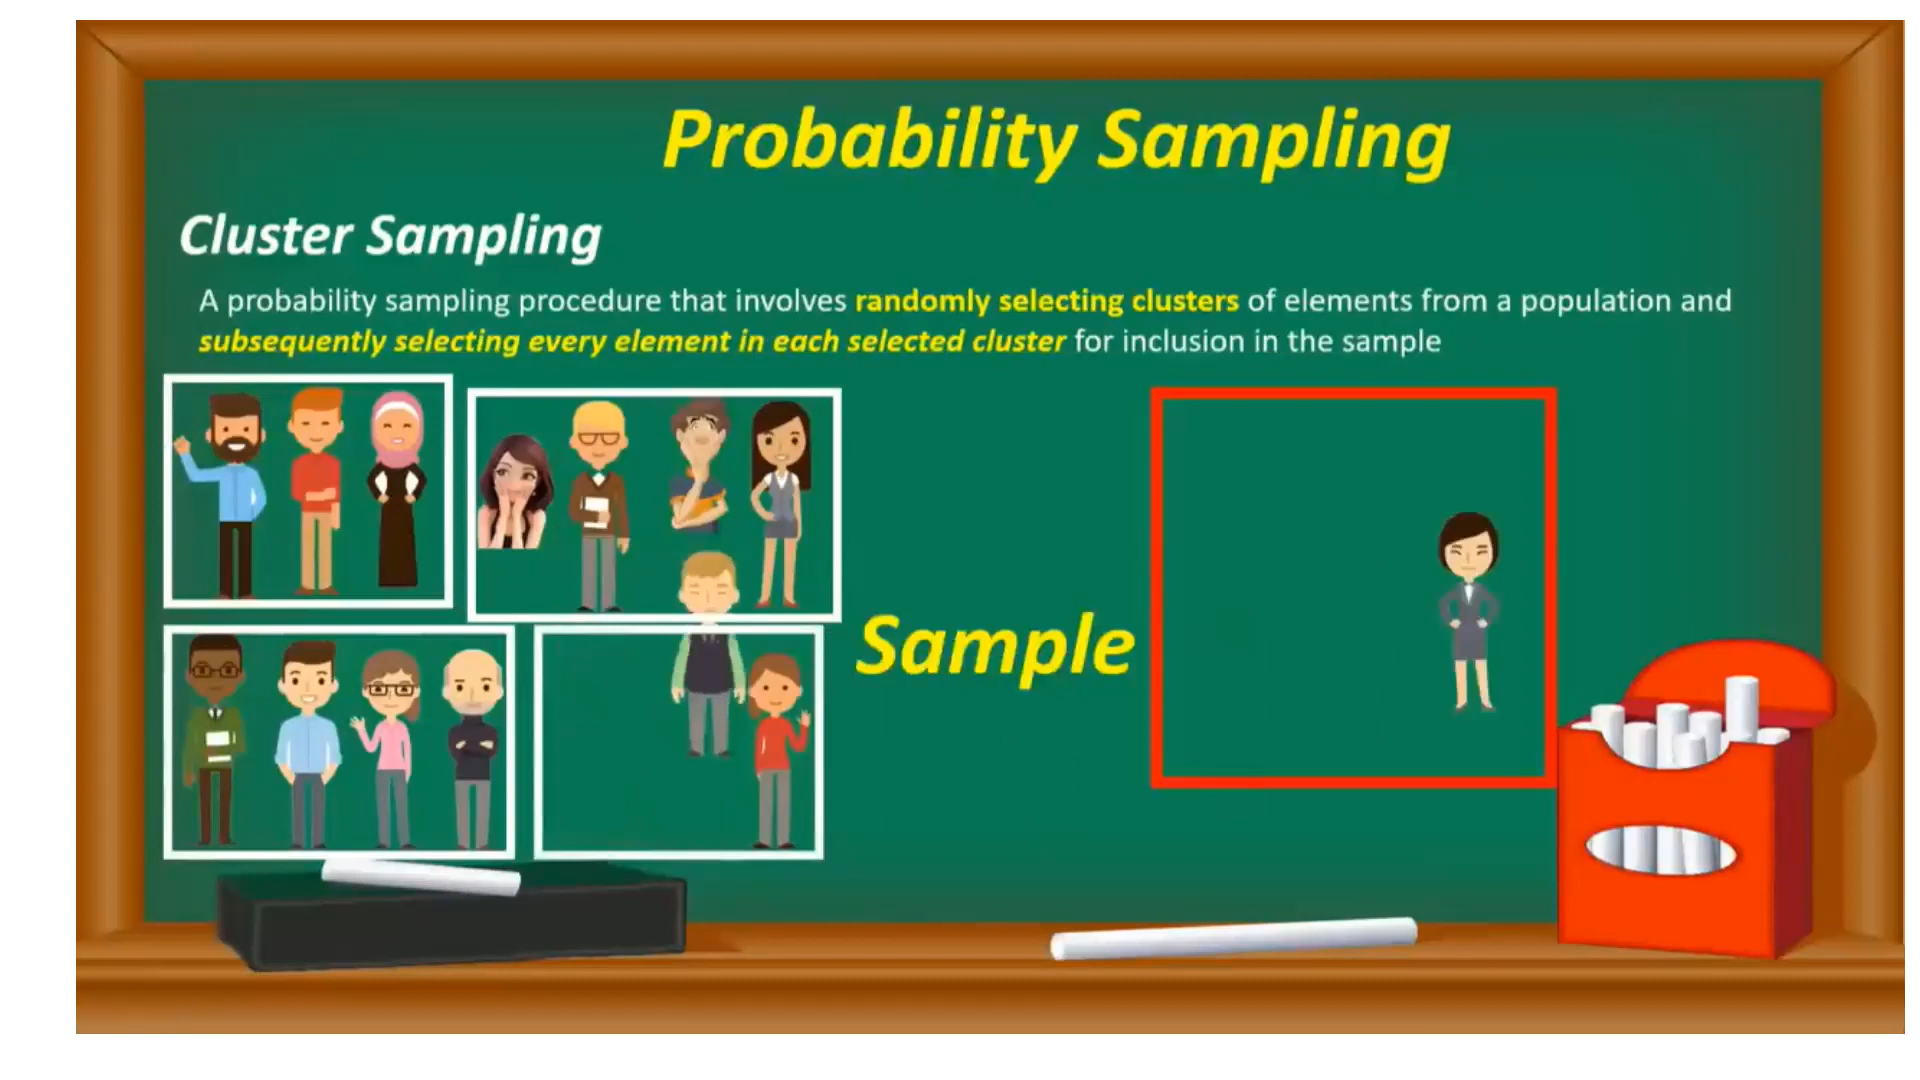 Probability Sampling
Cluster Sampling
A probability sampling procedure that involves randomly selecting clusters of elements from a population and
subsequently selecting every element in each selected cluster for inclusion in the sample
Sample